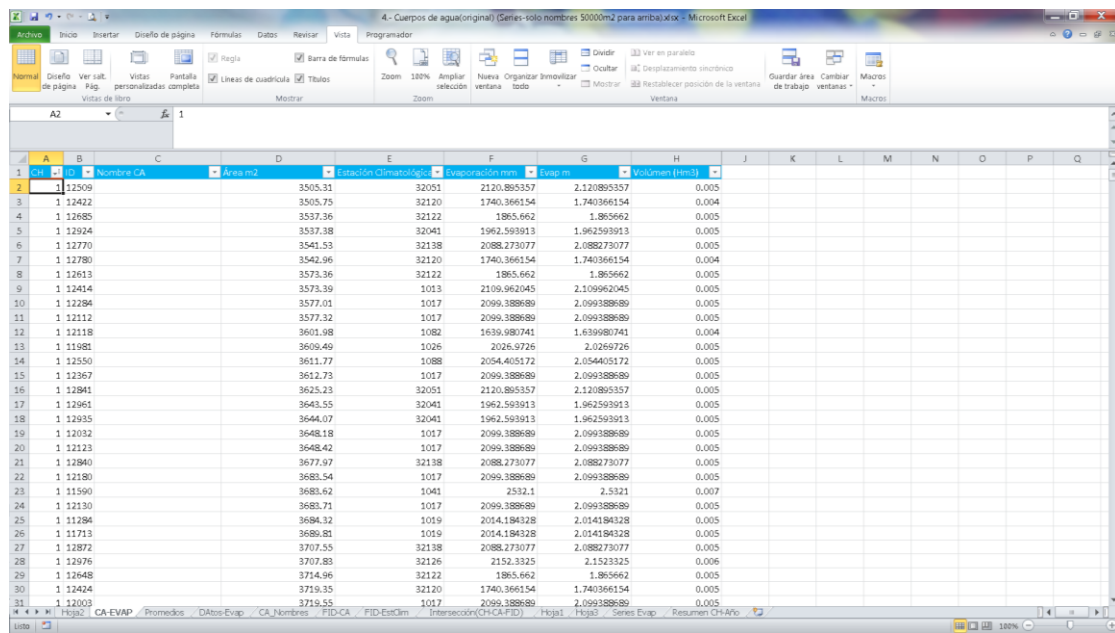 4.- Cuerpos de agua(original) (Series-solo nombres 50000m2 para arriba).xlsx - Microsoft Excel
Archivo Inicio Insertar Diseño de página Fórmulas Datos Revisar Vista Programador
Normal Diseño de página Ver salt. Pág. Vistas personalizadas Pantalla completa
Regla Barra de fórmulas
Líneas de cuadrícula Títulos
Zoom 100% Ampliar selección
Nueva ventana Organizar todo Inmovilizar
Dividir Ocultar Mostrar
Ver en paralelo
Desplazamiento sincrónico
Restablecer posición de la ventana
Guardar área de trabajo Cambiar ventanas Macros
Vistas de libro Mostrar Zoom Ventana Macros
A2 fx 1
A B C D E F G H J K L M N O P Q
1 CH ID Nombre CA Área m2 Estación Climatológica Evaporación mm Evap m Volúmen (Hm3)
2 1 12509 3505.31 32051 2120.895357 2.120895357 0.005
3 1 12422 3505.75 32120 1740.366154 1.740366154 0.004
4 1 12685 3537.36 32122 1865.662 1.865662 0.005
5 1 12924 3537.38 32041 1962.593913 1.962593913 0.005
6 1 12770 3541.53 32138 2088.273077 2.088273077 0.005
7 1 12780 3542.96 32120 1740.366154 1.740366154 0.004
8 1 12613 3573.36 32122 1865.662 1.865662 0.005
9 1 12414 3573.39 1013 2109.962045 2.109962045 0.005
10 1 12284 3577.01 1017 2099.388689 2.099388689 0.005
11 1 12112 3577.32 1017 2099.388689 2.099388689 0.005
12 1 12118 3601.98 1082 1639.980741 1.639980741 0.004
13 1 11981 3609.49 1026 2026.9726 2.0269726 0.005
14 1 12550 3611.77 1088 2054.405172 2.054405172 0.005
15 1 12367 3612.73 1017 2099.388689 2.099388689 0.005
16 1 12841 3625.23 32051 2120.895357 2.120895357 0.005
17 1 12961 3643.55 32041 1962.593913 1.962593913 0.005
18 1 12935 3644.07 32041 1962.593913 1.962593913 0.005
19 1 12032 3648.18 1017 2099.388689 2.099388689 0.005
20 1 12123 3648.42 1017 2099.388689 2.099388689 0.005
21 1 12840 3677.97 32138 2088.273077 2.088273077 0.005
22 1 12180 3683.54 1017 2099.388689 2.099388689 0.005
23 1 11590 3683.62 1041 2532.1 2.5321 0.007
24 1 12130 3683.71 1017 2099.388689 2.099388689 0.005
25 1 11284 3684.32 1019 2014.184328 2.014184328 0.005
26 1 11713 3689.81 1019 2014.184328 2.014184328 0.005
27 1 12872 3707.55 32138 2088.273077 2.088273077 0.005
28 1 12976 3707.83 32126 2152.3325 2.1523325 0.006
29 1 12648 3714.96 32122 1865.662 1.865662 0.005
30 1 12424 3719.35 32120 1740.366154 1.740366154 0.005
31 1 12003 3719.55 1017 2099.388689 2.099388689 0.005
Hoja2 CA-EVAP Promedios DAtos-Evap CA_Nombres FID-CA FID-EstClim Intersección(CH-CA-FID) Hoja1 Hoja3 Series Evap Resumen CH-Año
Listo 100%